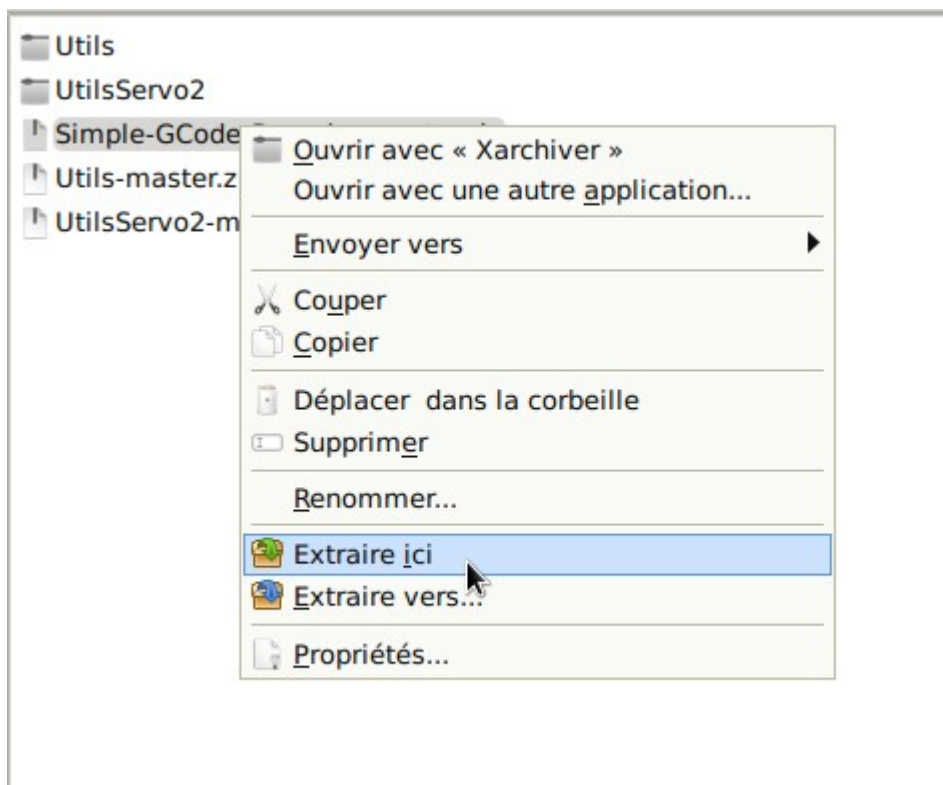 Utils
UtilsServo2
Simple-GCode
Utils-master.z
UtilsServo2-m
Ouvrir avec « Xarchiver »
Ouvrir avec une autre application...
Envoyer vers
Couper
Copier
Déplacer  dans la corbeille
Supprimer
Renommer...
Extraire ici
Extraire vers...
Propriétés...